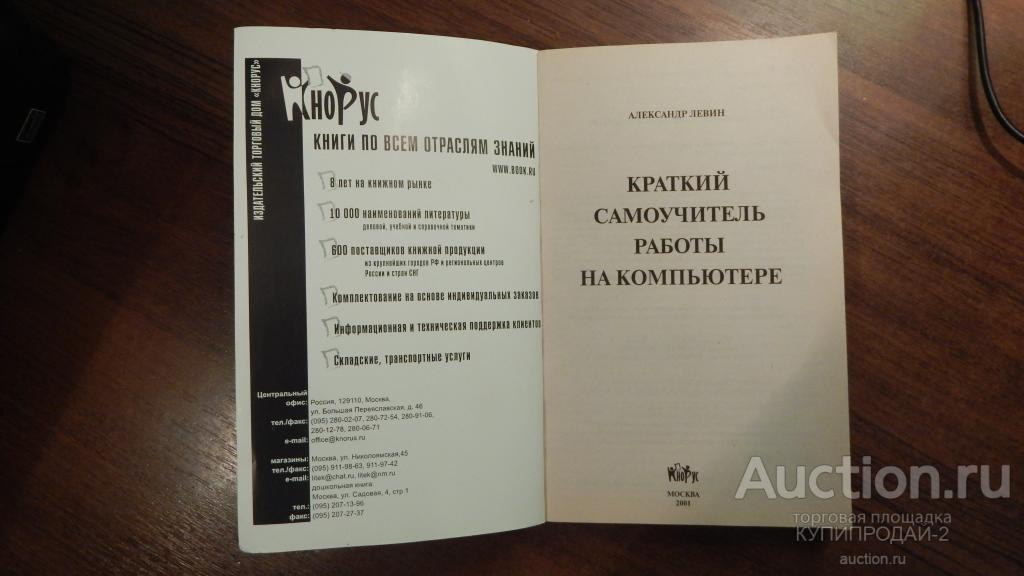 ИЗДАТЕЛЬСКИЙ ТОРГОВЫЙ ДОМ «КНОРУС»
КноРус
КНИГИ ПО ВСЕМ ОТРАСЛЯМ ЗНАНИЙ
WWW.BOOK.RU
8 лет на книжном рынке
10 000 наименований литературы
деловой, учебной и справочной тематики
600 поставщиков книжной продукции
из крупнейших городов РФ и региональных центров
России и стран СНГ
Комплектование на основе индивидуальных заказов
Информационная и техническая поддержка клиентов
Складские, транспортные услуги
Центральный
офис: Россия, 129110, Москва,
ул. Большая Переяславская, д. 46
тел./факс: (095) 280-02-07, 280-72-54, 280-91-06,
280-12-78, 280-06-71
e-mail: office@knorus.ru
магазины: Москва, ул. Николоямская,45
тел./факс: (095) 911-98-63, 911-97-42
e-mail: litek@chat.ru, litek@nm.ru
доцкольная книга:
Москва, ул. Садовая, 4, стр 1
тел.: (095) 207-13-96
факс: (095) 207-27-37
АЛЕКСАНДР ЛЕВИН
КРАТКИЙ
САМОУЧИТЕЛЬ
РАБОТЫ
НА КОМПЬЮТЕРЕ
КноРус
МОСКВА
2001
Auction.ru
торговая площадка
КУПИПРОДАЙ-2
auction.ru